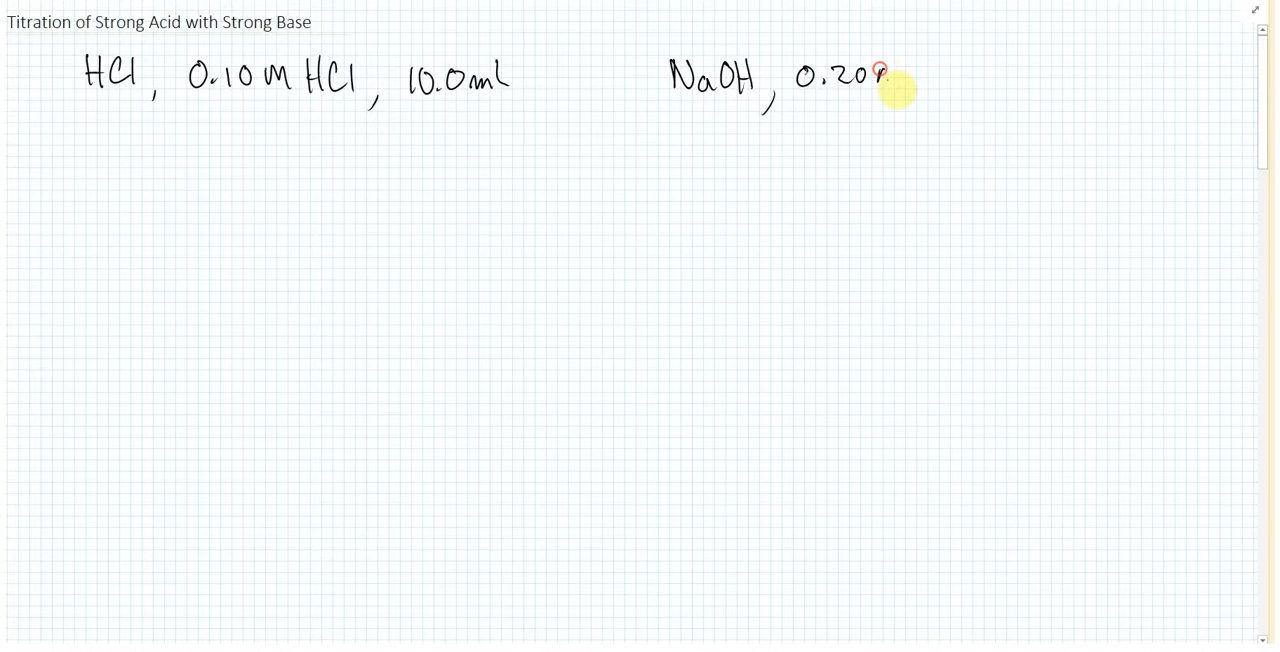 Titration of Strong Acid with Strong Base
HCl, 0.10 M HCl, 10.0 ml NaOH, 0.20